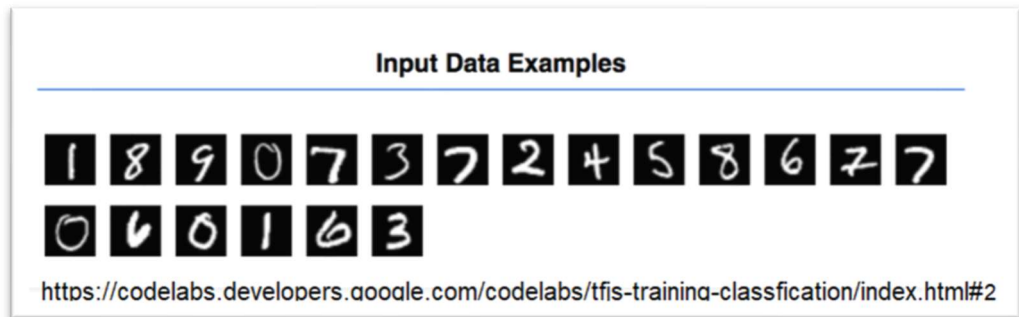 Input Data Examples
1 8 9 0 7 3 7 2 4 5 8 6 7 7
0 6 0 1 6 3
https://codelabs.developers.google.com/codelabs/tfjs-training-classfication/index.html#2